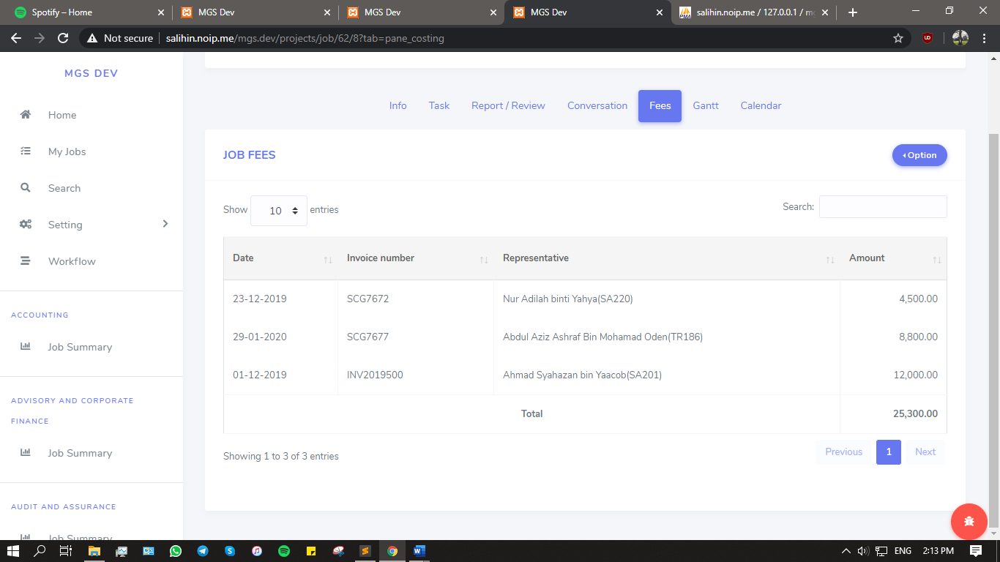 Spotify – Home
MGS Dev
MGS Dev
MGS Dev
salihin.noip.me / 127.0.0.1 /
Not secure
salihin.noip.me/mgs.dev/projects/job/62/8?tab=pane_costing
MGS DEV
Home
My Jobs
Search
Setting
Workflow
ACCOUNTING
Job Summary
ADVISORY AND CORPORATE
FINANCE
Job Summary
AUDIT AND ASSURANCE
Job Summary
Info Task Report / Review Conversation Fees Gantt Calendar
JOB FEES
Option
Show 10 entries
Search:
Date Invoice number Representative Amount
23-12-2019 SCG7672 Nur Adilah binti Yahya(SA220) 4,500.00
29-01-2020 SCG7677 Abdul Aziz Ashraf Bin Mohamad Oden(TR186) 8,800.00
01-12-2019 INV2019500 Ahmad Syahazan bin Yaacob(SA201) 12,000.00
Total 25,300.00
Showing 1 to 3 of 3 entries
Previous 1 Next
ENG 2:13 PM